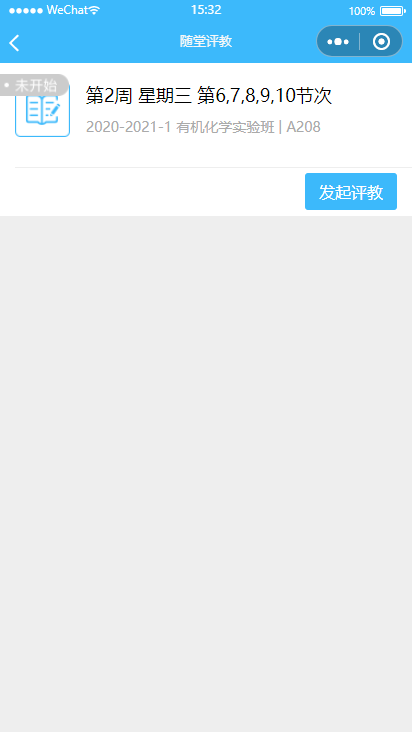 WeChat 15:32 100%
随堂评教
未开始
第2周 星期三 第6,7,8,9,10节次
2020-2021-1 有机化学实验班 | A208
发起评教